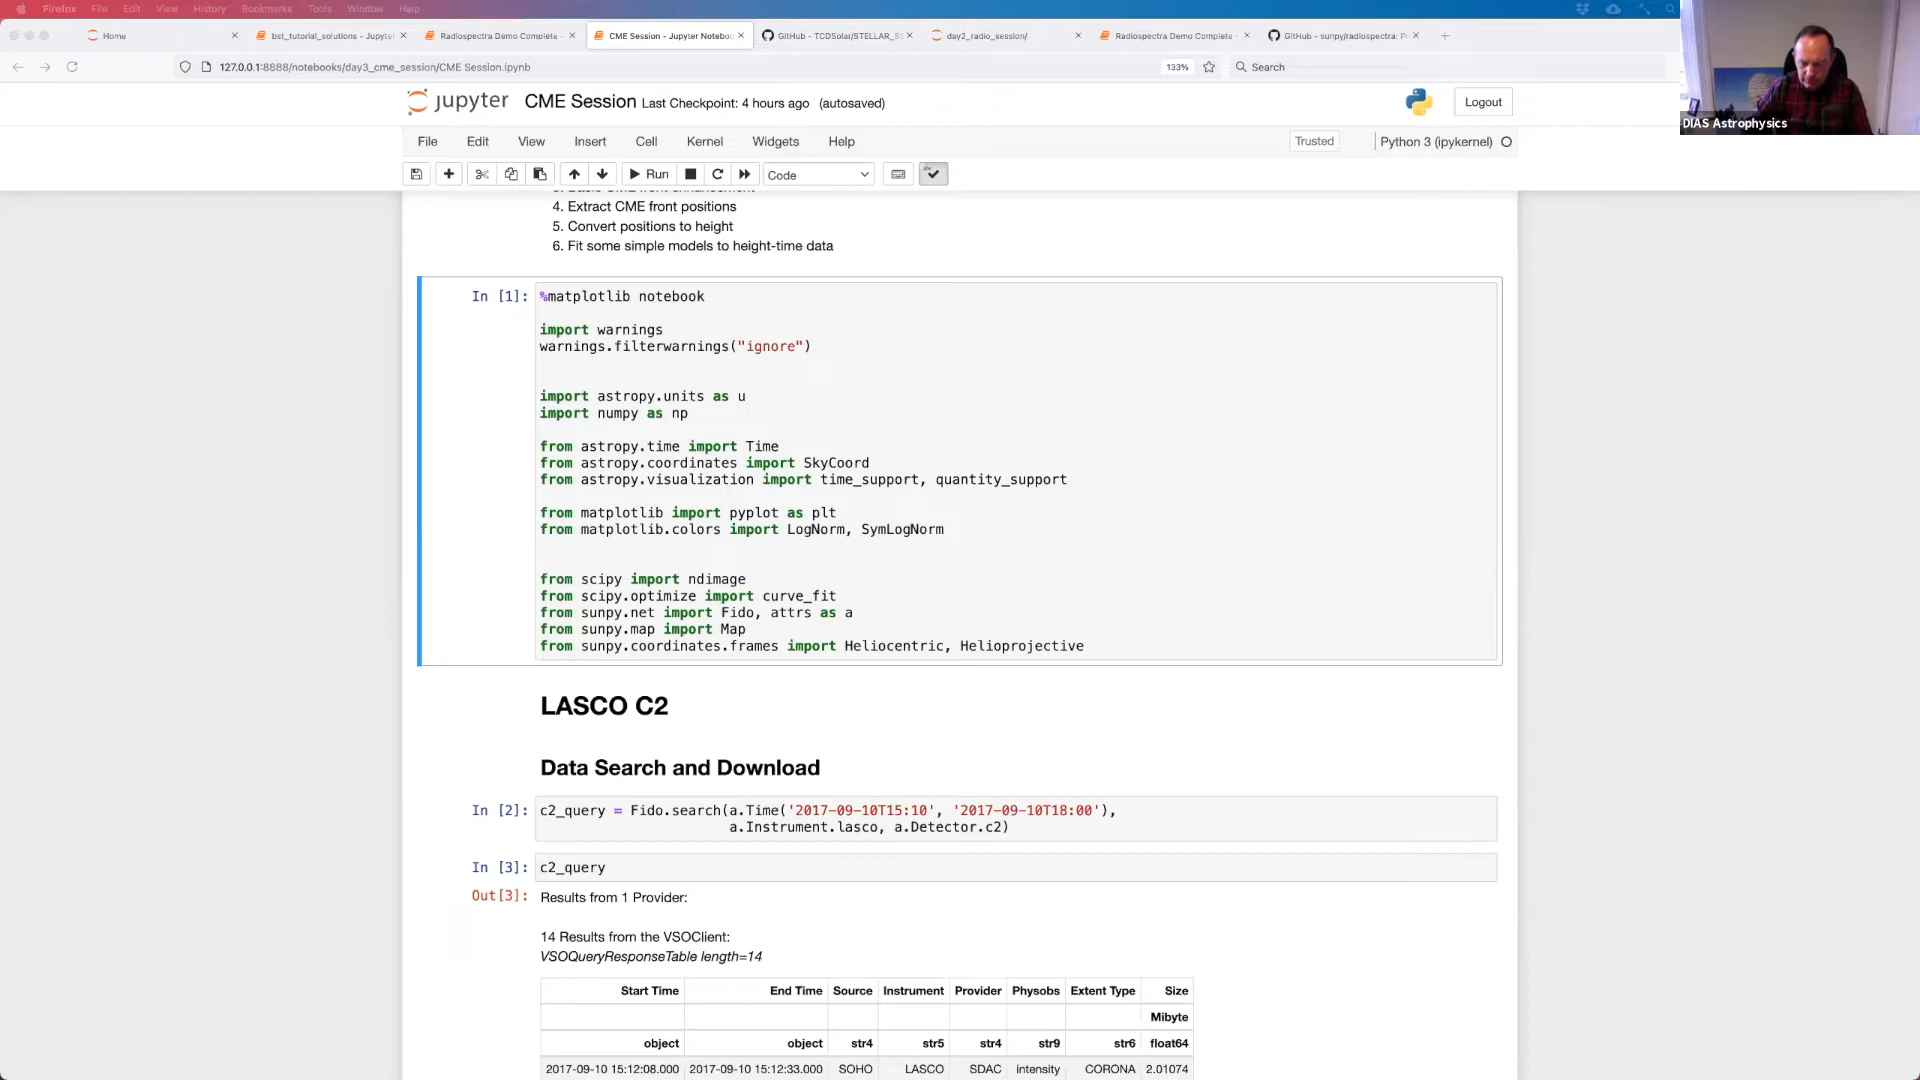 Firefox File Edit View History Bookmarks Tools Window Help
Home
bst_tutorial_solutions - Jupyter
Radiospectra Demo Complete -
CME Session - Jupyter Notebook
GitHub - TCDSolar/STELLAR_S
day2_radio_session/
Radiospectra Demo Complete -
GitHub - sunpy/radiospectra: Pr
127.0.0.1:8888/notebooks/day3_cme_session/CME Session.ipynb
133%
Search
DIAS Astrophysics
jupyter CME Session Last Checkpoint: 4 hours ago (autosaved)
Logout
File Edit View Insert Cell Kernel Widgets Help
Trusted
Python 3 (ipykernel)
Run
Code
4. Extract CME front positions
5. Convert positions to height
6. Fit some simple models to height-time data
In [1]: %matplotlib notebook
import warnings
warnings.filterwarnings("ignore")
import astropy.units as u
import numpy as np
from astropy.time import Time
from astropy.coordinates import SkyCoord
from astropy.visualization import time_support, quantity_support
from matplotlib import pyplot as plt
from matplotlib.colors import LogNorm, SymLogNorm
from scipy import ndimage
from scipy.optimize import curve_fit
from sunpy.net import Fido, attrs as a
from sunpy.map import Map
from sunpy.coordinates.frames import Heliocentric, Helioprojective
LASCO C2
Data Search and Download
In [2]: c2_query = Fido.search(a.Time('2017-09-10T15:10', '2017-09-10T18:00'),
a.Instrument.lasco, a.Detector.c2)
In [3]: c2_query
Out[3]: Results from 1 Provider:
14 Results from the VSOClient:
VSOQueryResponseTable length=14
Start Time End Time Source Instrument Provider Physobs Extent Type Size
Mibyte
object object str4 str5 str4 str9 str6 float64
2017-09-10 15:12:08.000 2017-09-10 15:12:33.000 SOHO LASCO SDAC intensity CORONA 2.01074